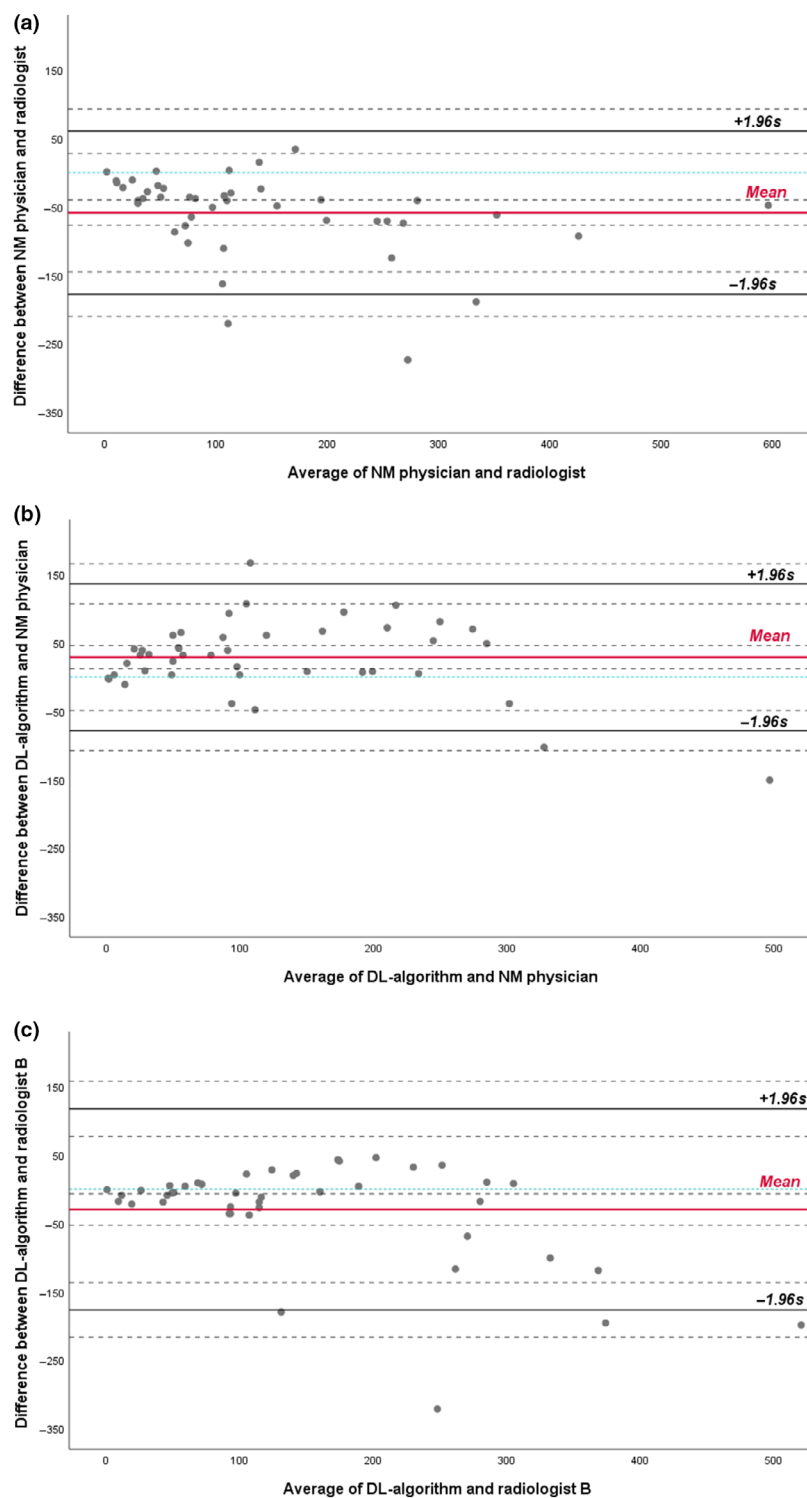 (a)
Difference between NM physician and radiologist
150
50
–50
–150
–250
–350
+1.96s
Mean
–1.96s
0 100 200 300 400 500 600
Average of NM physician and radiologist
(b)
Difference between DL-algorithm and NM physician
150
50
–50
–150
–250
–350
+1.96s
Mean
–1.96s
0 100 200 300 400 500
Average of DL-algorithm and NM physician
(c)
Difference between DL-algorithm and radiologist B
150
50
–50
–150
–250
–350
+1.96s
Mean
–1.96s
0 100 200 300 400 500
Average of DL-algorithm and radiologist B